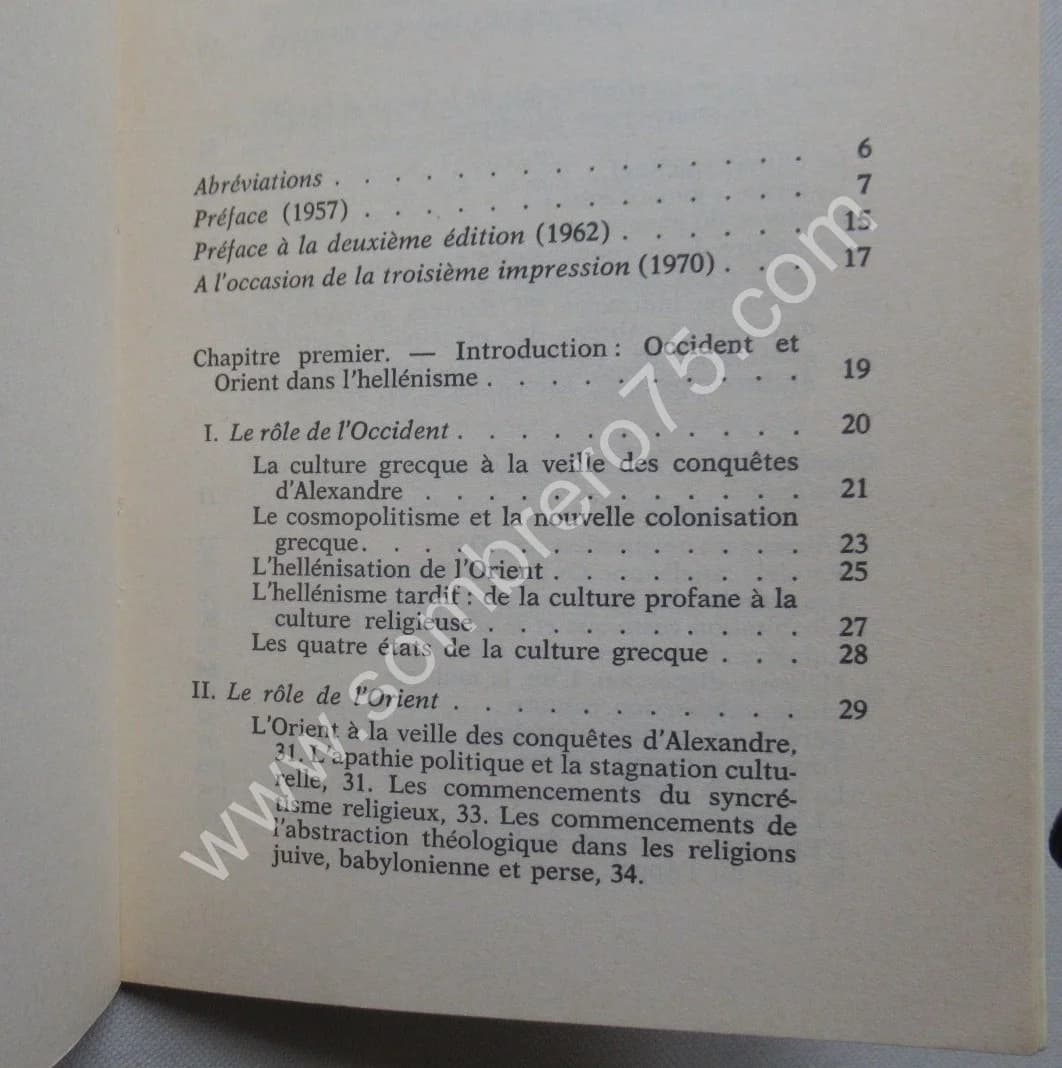 Abréviations . . . . . . . . . . . . . . . 6
Préface (1957) . . . . . . . . . . . . . . 7
Préface à la deuxième édition (1962) . . . . . . 15
A l'occasion de la troisième impression (1970) . . . 17
Chapitre premier. — Introduction : Occident et
Orient dans l'hellénisme . . . . . . . . . . 19
I. Le rôle de l'Occident . . . . . . . . . . . 20
La culture grecque à la veille des conquêtes
d'Alexandre . . . . . . . . . . . . 21
Le cosmopolitisme et la nouvelle colonisation
grecque. . . . . . . . . . . . . . 23
L'hellénisation de l'Orient . . . . . . . . 25
L'hellénisme tardif : de la culture profane à la
culture religieuse . . . . . . . . . . 27
Les quatre états de la culture grecque . . . 28
II. Le rôle de l'Orient . . . . . . . . . . . 29
L'Orient à la veille des conquêtes d'Alexandre,
31. L'apathie politique et la stagnation cultu-
relle, 31. Les commencements du syncré-
tisme religieux, 33. Les commencements de
l'abstraction théologique dans les religions
juive, babylonienne et perse, 34.
www.sombrero75.com.